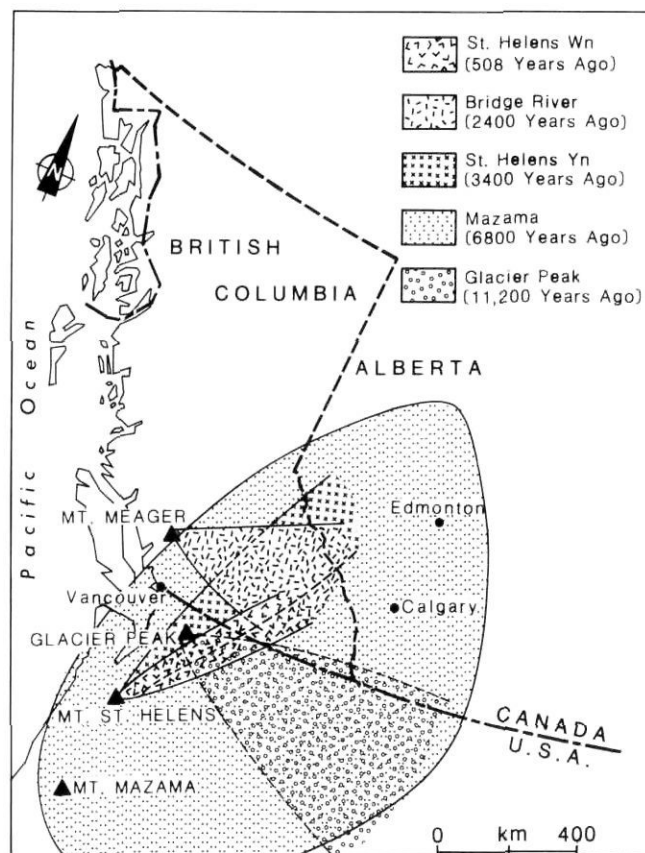 St. Helens Wn
(508 Years Ago)
Bridge River
(2400 Years Ago)
St. Helens Yn
(3400 Years Ago)
Mazama
(6800 Years Ago)
Glacier Peak
(11,200 Years Ago)
N
BRITISH
COLUMBIA
ALBERTA
Pacific Ocean
MT. MEAGER
Edmonton
Vancouver
Calgary
GLACIER PEAK
MT. ST. HELENS
CANADA
U.S.A.
MT. MAZAMA
0 km 400